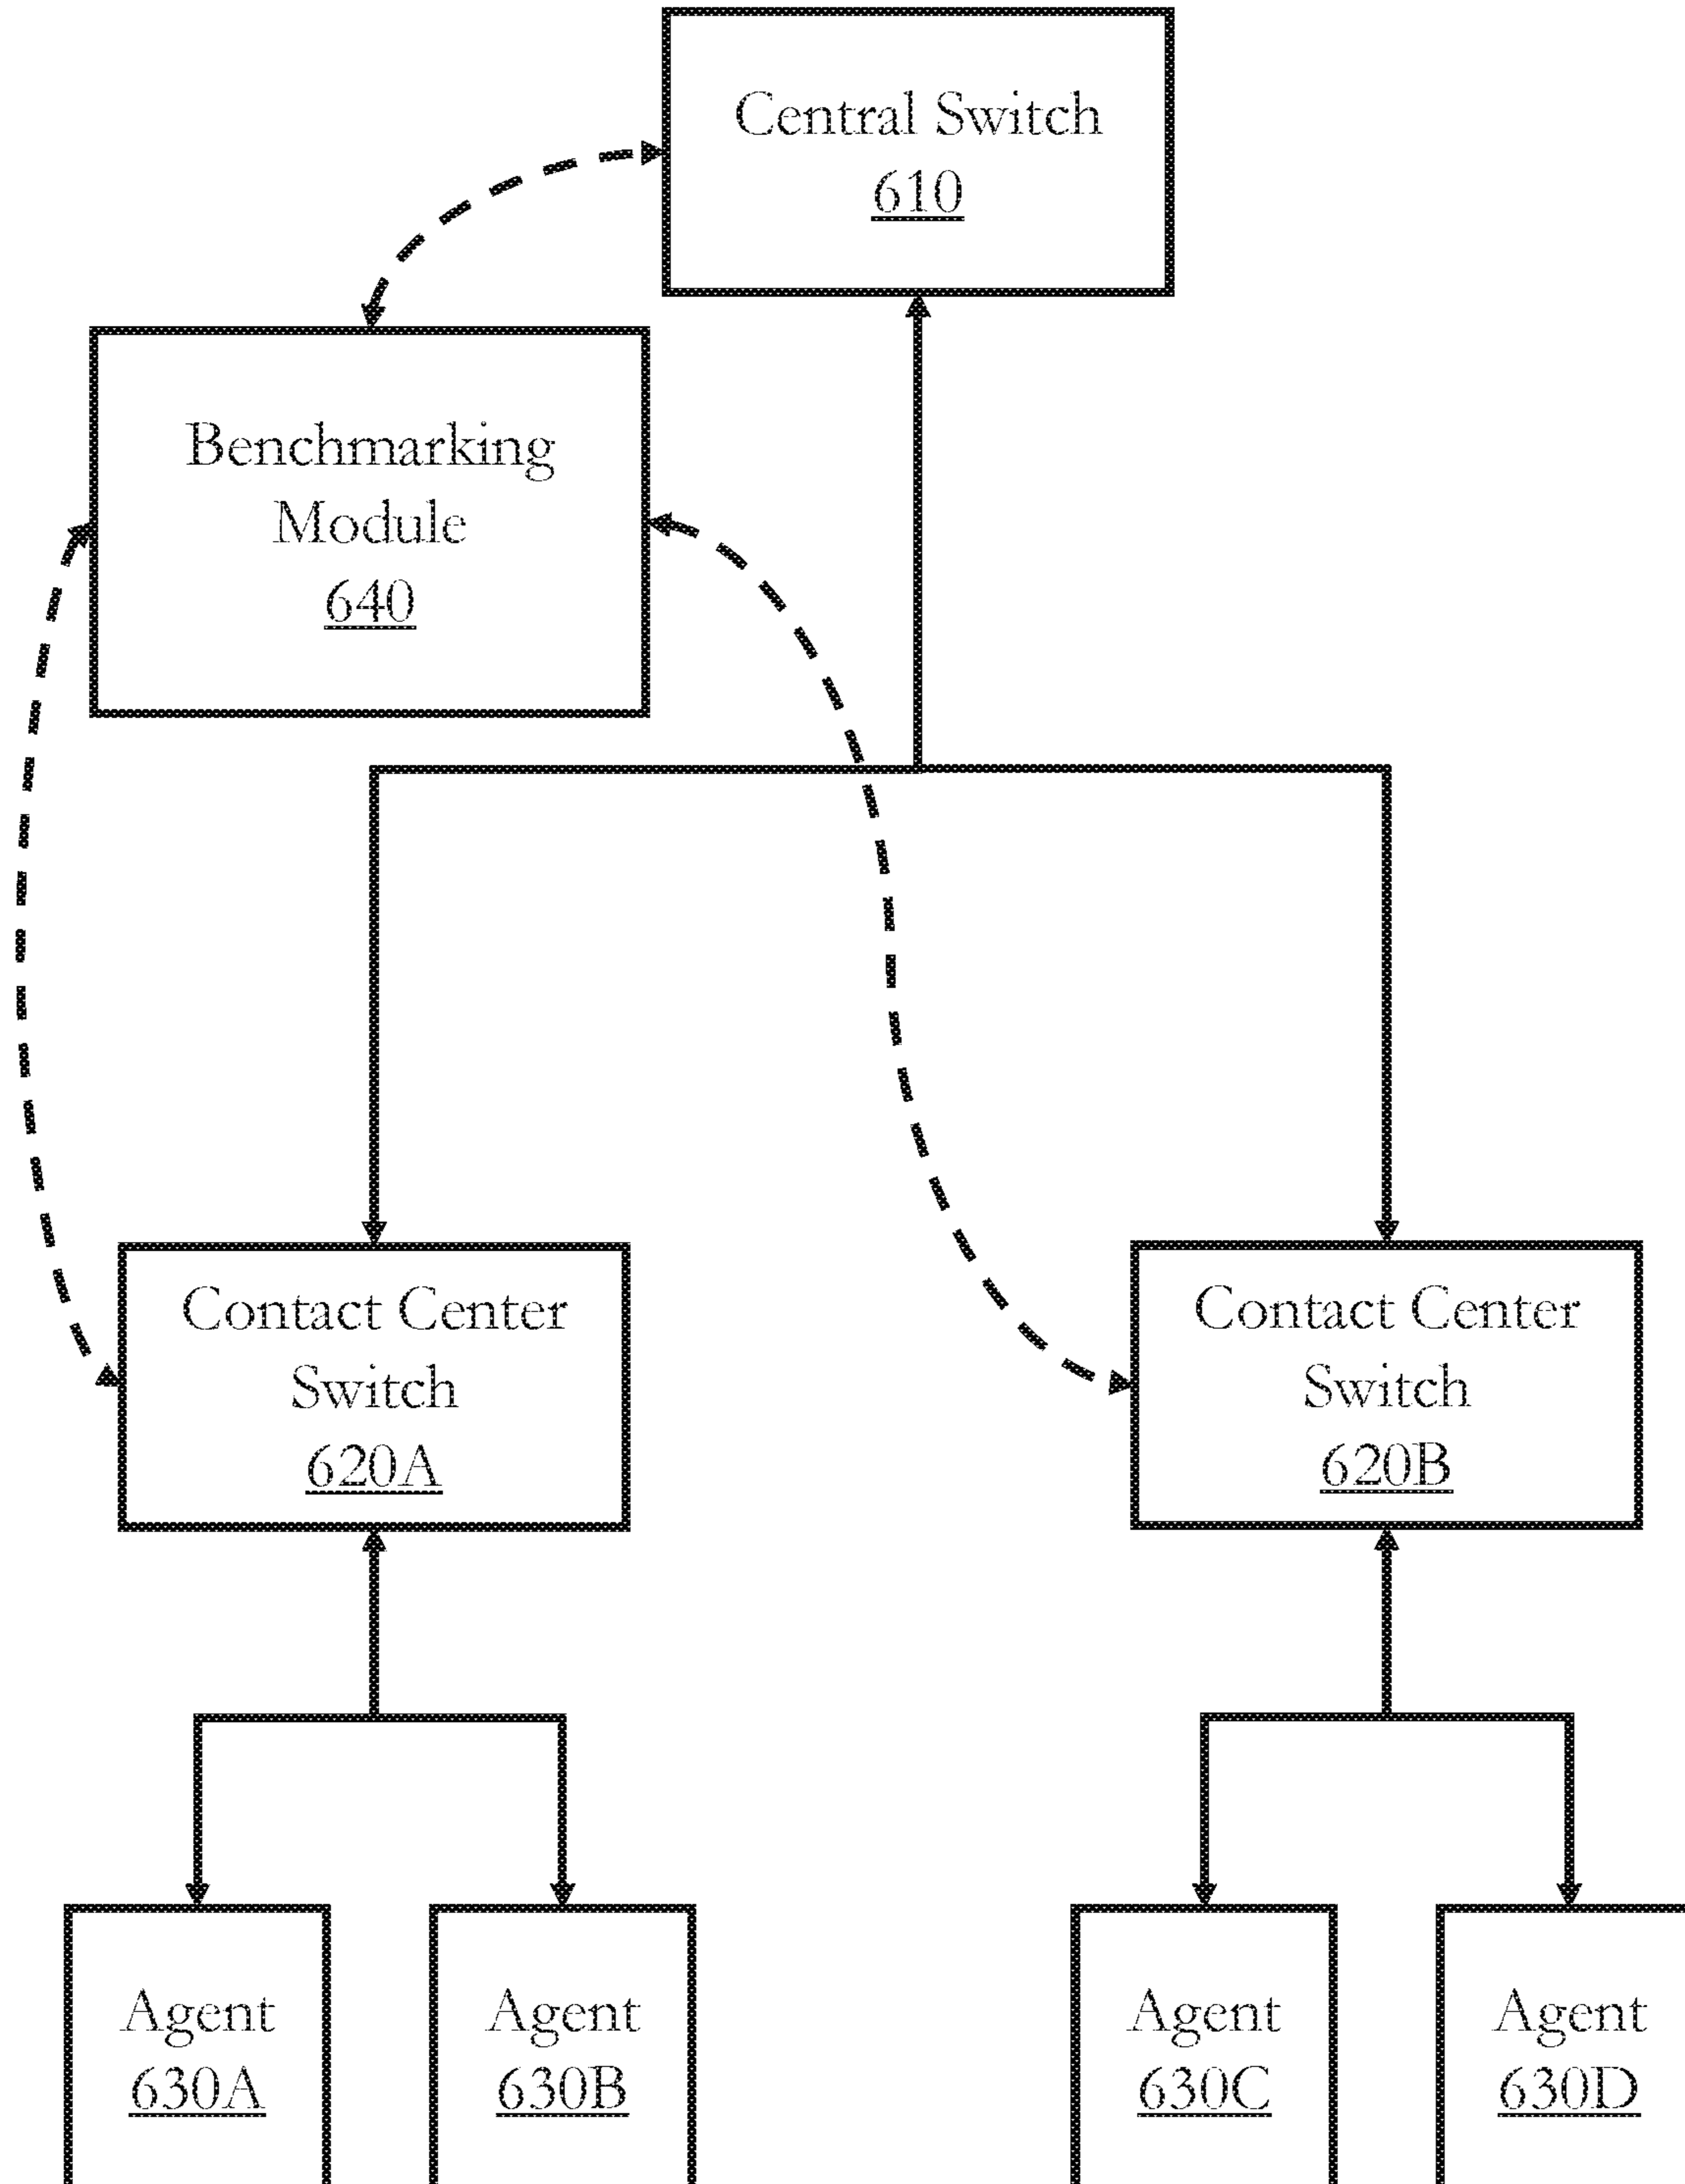 Central Switch
610
Benchmarking
Module
640
Contact Center
Switch
620A
Contact Center
Switch
620B
Agent
630A
Agent
630B
Agent
630C
Agent
630D